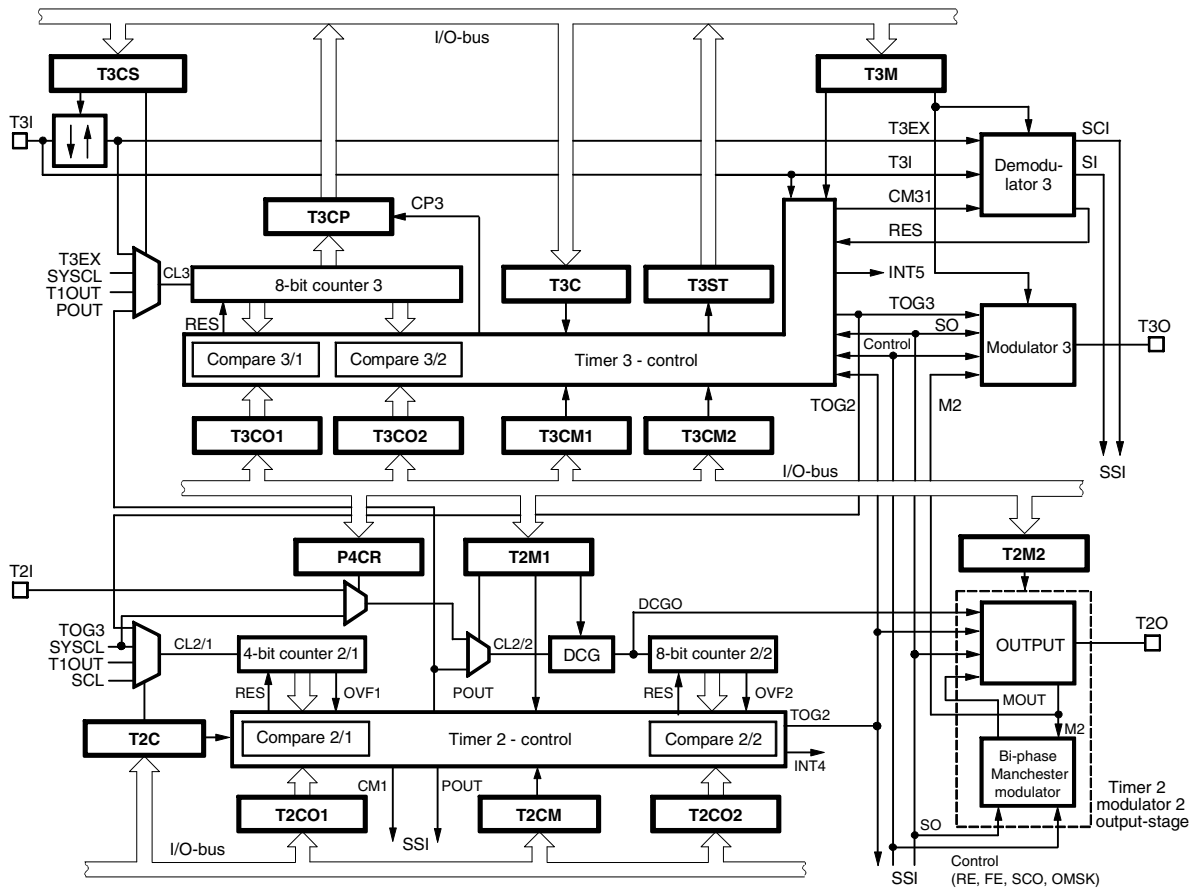 I/O-bus
T3CS
T3M
T3I
T3EX
SCI
T3I
SI
Demodu-
lator 3
T3CP
CP3
CM31
RES
T3EX
SYSCL
T1OUT
POUT
CL3
8-bit counter 3
T3C
T3ST
INT5
RES
TOG3
SO
T3O
Compare 3/1
Compare 3/2
Timer 3 - control
Control
Modulator 3
TOG2
M2
T3CO1
T3CO2
T3CM1
T3CM2
I/O-bus
SSI
P4CR
T2M1
T2M2
T2I
DCGO
TOG3
SYSCL
T1OUT
SCL
CL2/1
4-bit counter 2/1
CL2/2
DCG
8-bit counter 2/2
OUTPUT
T2O
RES
OVF1
POUT
RES
OVF2
MOUT
TOG2
M2
T2C
Compare 2/1
Timer 2 - control
Compare 2/2
INT4
Bi-phase
Manchester
modulator
CM1
POUT
T2CO1
T2CM
T2CO2
Timer 2
modulator 2
output-stage
SSI
SO
I/O-bus
SSI
Control
(RE, FE, SCO, OMSK)